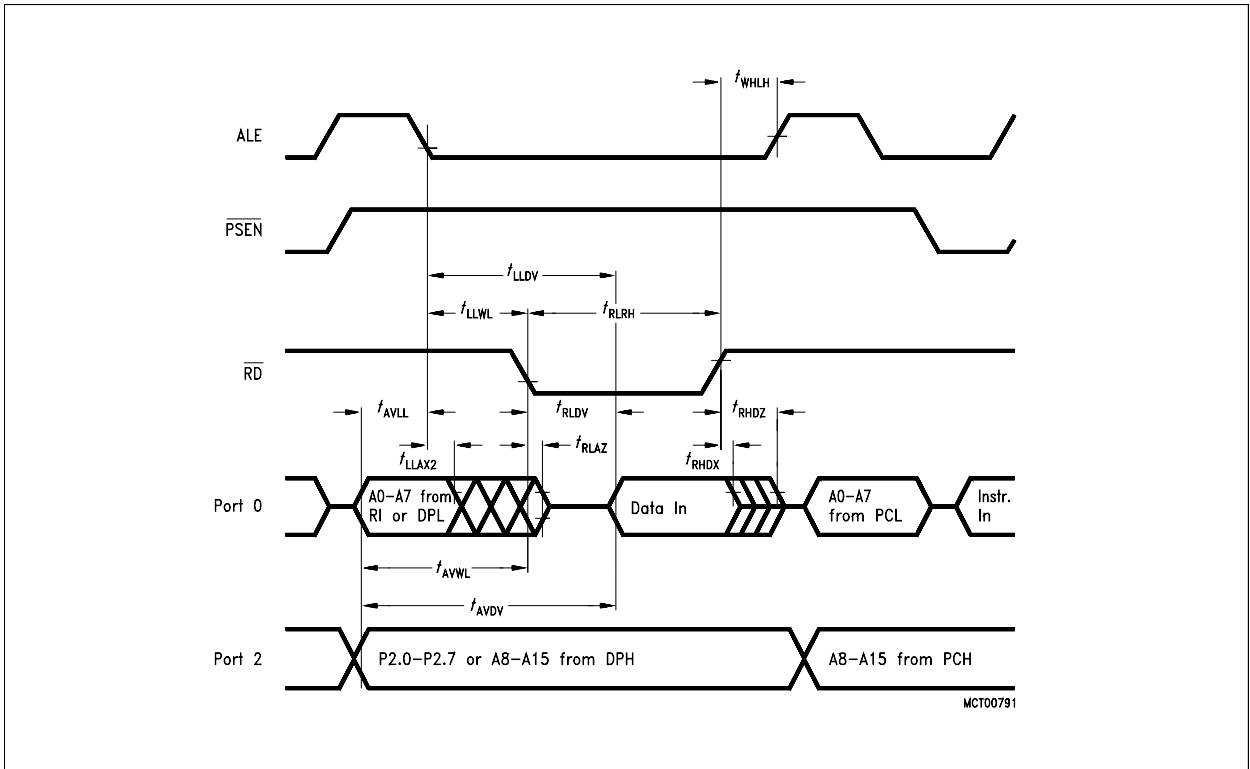 tWHLH
ALE
PSEN
tLLDV
tLLWL
tRLRH
RD
tAVLL
tRLDV
tRHDZ
tRLAZ
tLLAX2
tRHDX
Port 0
A0-A7 from
RI or DPL
Data In
A0-A7
from PCL
Instr.
In
tAVWL
tAVDV
Port 2
P2.0-P2.7 or A8-A15 from DPH
A8-A15 from PCH
MCT00791